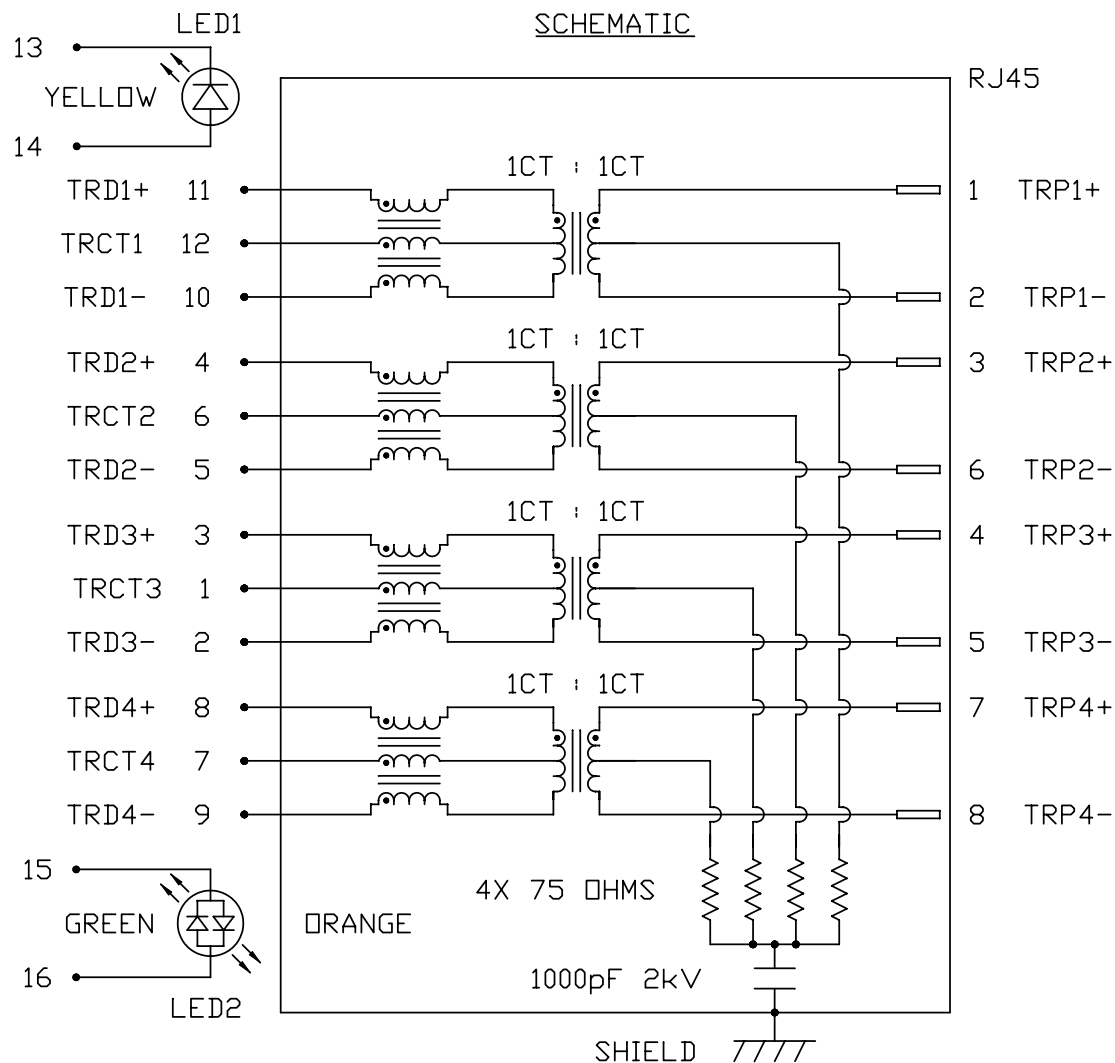 SCHEMATIC
LED1
13
YELLOW
14
RJ45
1CT : 1CT
TRD1+ 11
1 TRP1+
TRCT1 12
TRD1- 10
2 TRP1-
1CT : 1CT
TRD2+ 4
3 TRP2+
TRCT2 6
TRD2- 5
6 TRP2-
1CT : 1CT
TRD3+ 3
4 TRP3+
TRCT3 1
TRD3- 2
5 TRP3-
1CT : 1CT
TRD4+ 8
7 TRP4+
TRCT4 7
TRD4- 9
8 TRP4-
15
4X 75 OHMS
GREEN
ORANGE
16
1000pF 2kV
LED2
SHIELD